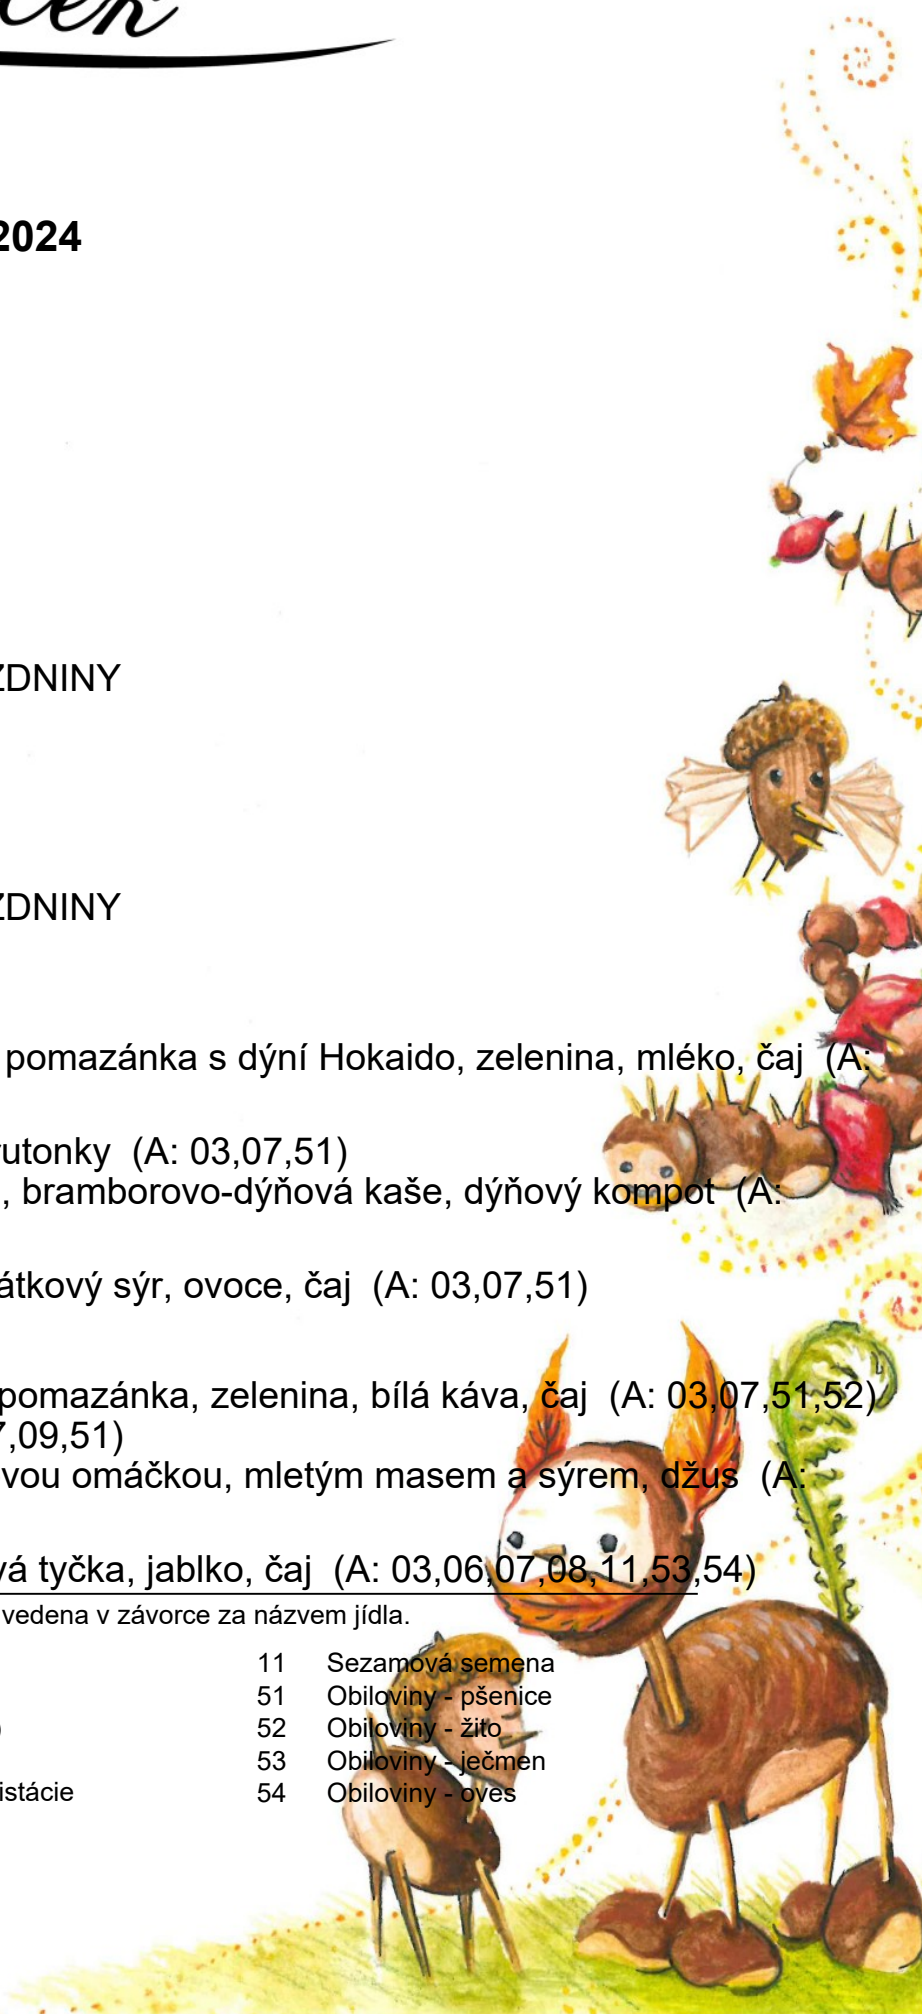 2024
ZDNINY
ZDNINY
pomazánka s dýní Hokaido, zelenina, mléko, čaj (A:
rutonky (A: 03,07,51)
, bramborovo-dýňová kaše, dýňový kompot (A:
átkový sýr, ovoce, čaj (A: 03,07,51)
pomazánka, zelenina, bílá káva, čaj (A: 03,07,51,52)
7,09,51)
vou omáčkou, mletým masem a sýrem, džus (A:
vá tyčka, jablko, čaj (A: 03,06,07,08,11,53,54)
vedena v závorce za názvem jídla.
11 Sezamová semena
51 Obiloviny - pšenice
) 52 Obiloviny - žito
53 Obiloviny - ječmen
istácie 54 Obiloviny - oves